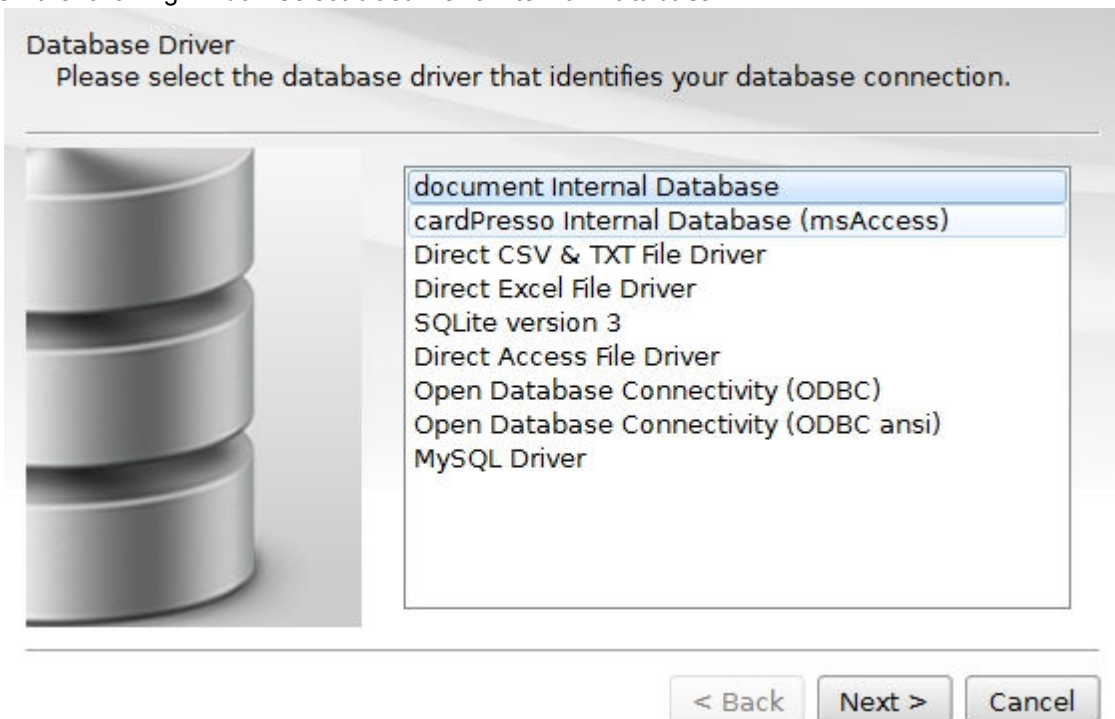 Database Driver
Please select the database driver that identifies your database connection.
document Internal Database
cardPresso Internal Database (msAccess)
Direct CSV & TXT File Driver
Direct Excel File Driver
SQLite version 3
Direct Access File Driver
Open Database Connectivity (ODBC)
Open Database Connectivity (ODBC ansi)
MySQL Driver
< Back Next > Cancel